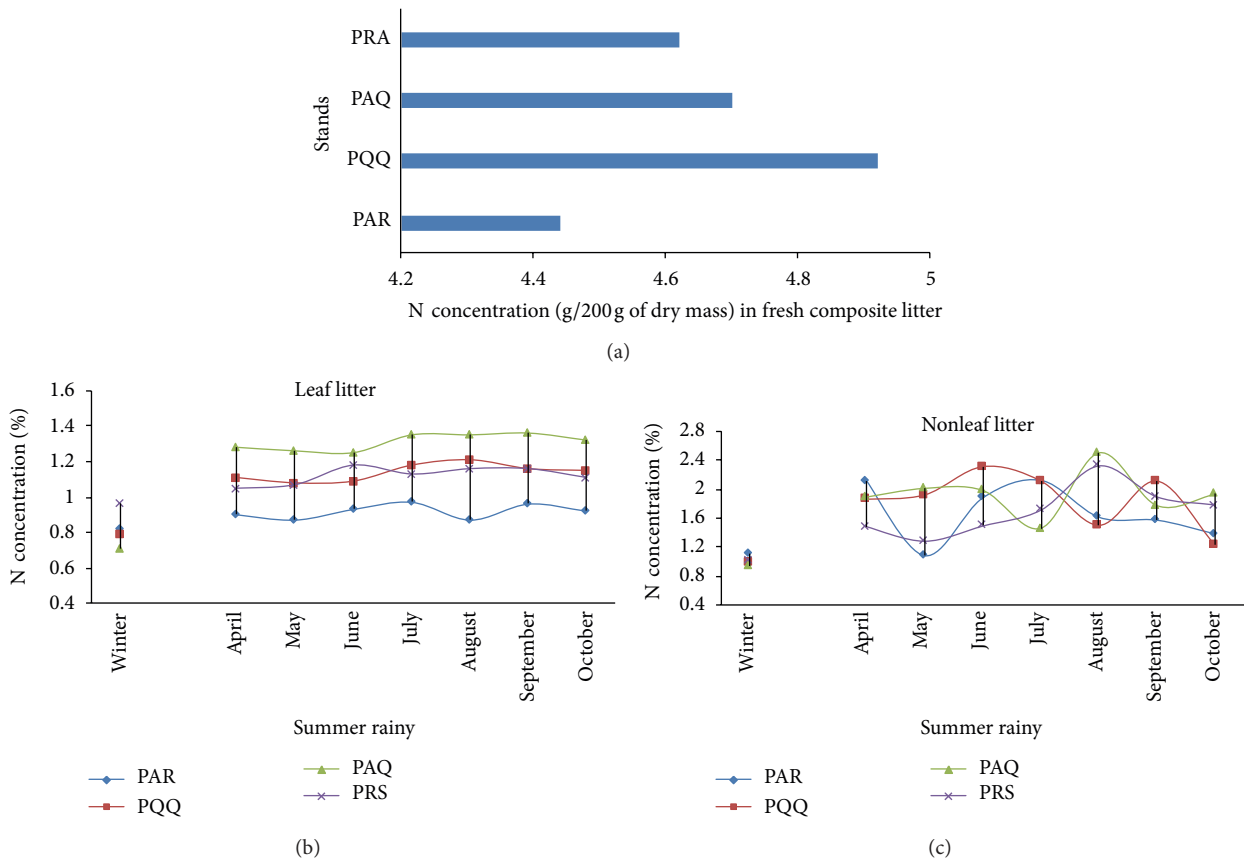 PRA
PAQ
PQQ
PAR
Stands
4.2 4.4 4.6 4.8 5
N concentration (g/200 g of dry mass) in fresh composite litter
(a)
Leaf litter
N concentration (%)
1.6
1.4
1.2
1
0.8
0.6
0.4
Winter
April
May
June
July
August
September
October
Summer rainy
PAR
PAQ
PQQ
PRS
(b)
Nonleaf litter
N concentration (%)
2.8
2.4
2
1.6
1.2
0.8
0.4
Winter
April
May
June
July
August
September
October
Summer rainy
PAR
PAQ
PQQ
PRS
(c)